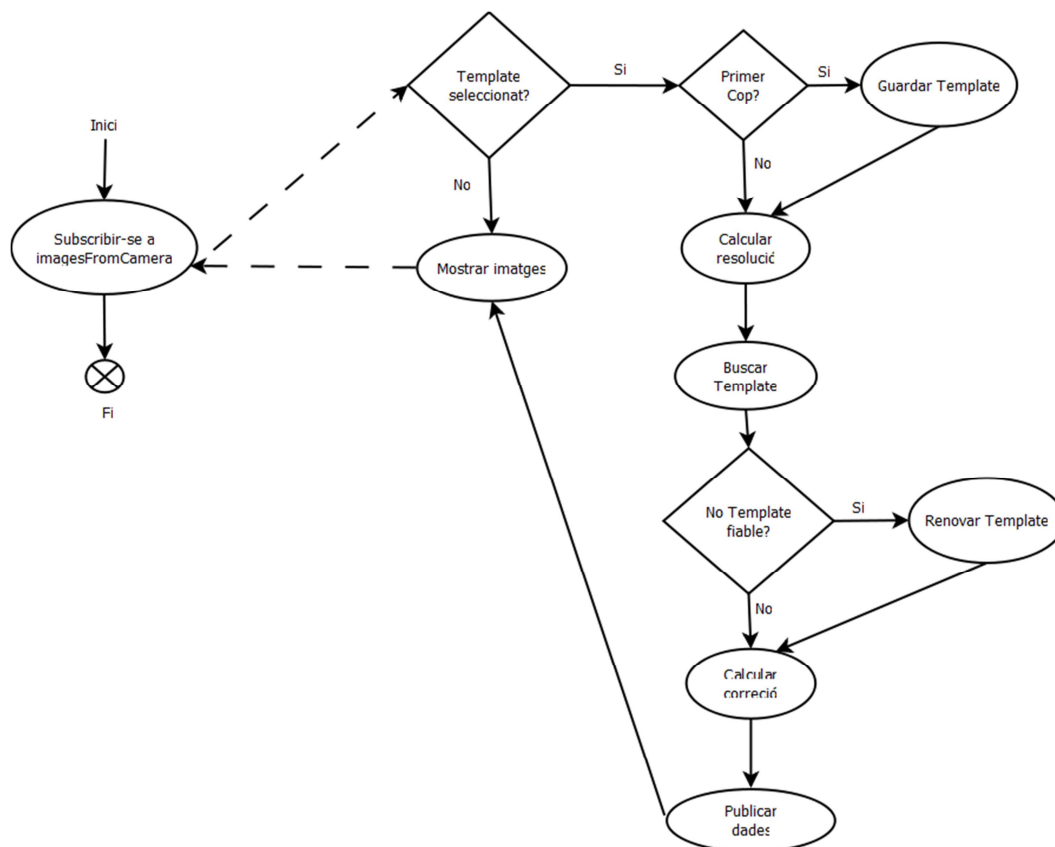 Template
seleccionat?
Si
Primer
Cop?
Si
Guardar Template
Inici
No
No
Subscribir-se a
imagesFromCamera
Mostrar imatges
Calcular
resolució
Buscar
Template
Fi
No Template
fiable?
Si
Renovar Template
No
Calcular
correció
Publicar
dades